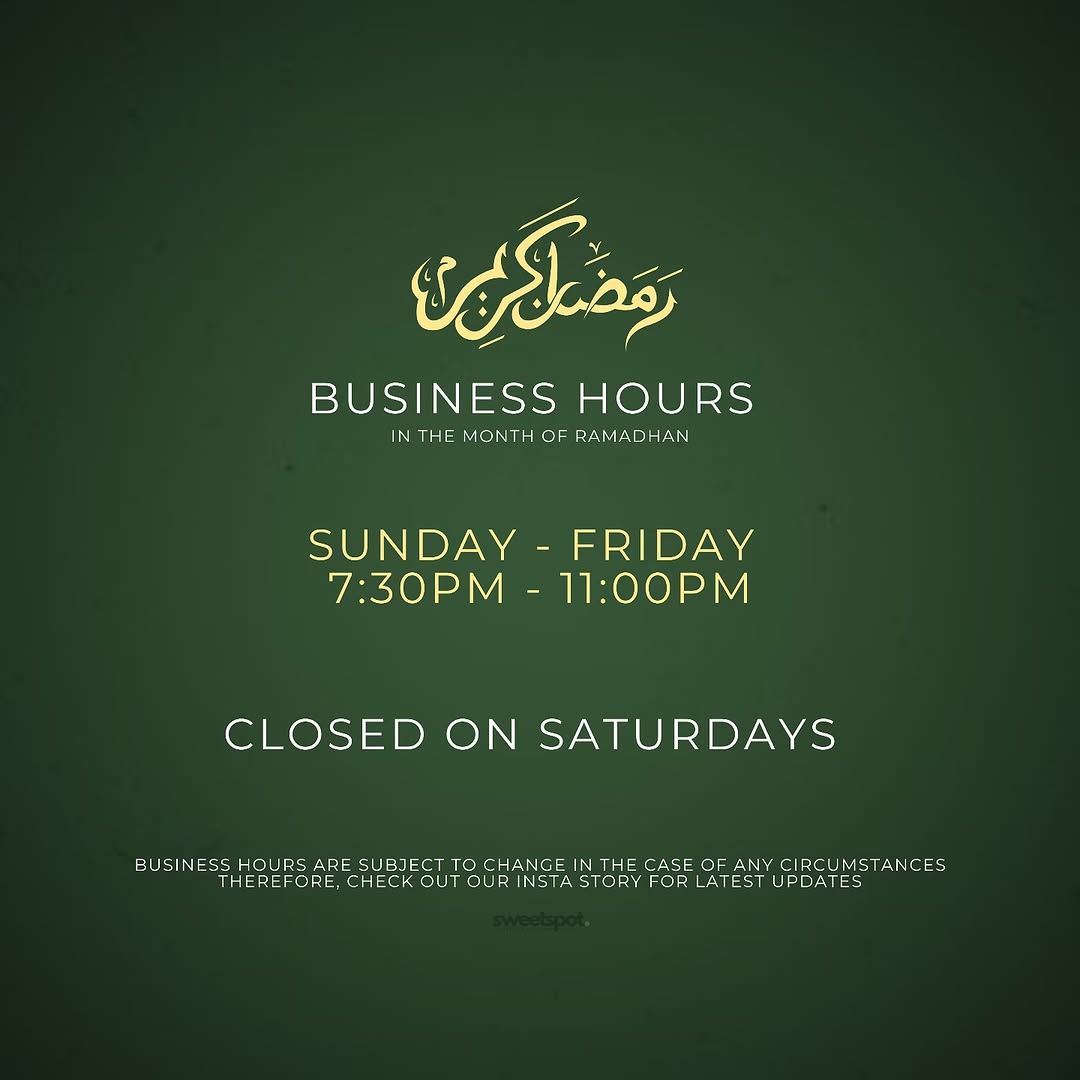 رمضان كريم
BUSINESS HOURS
IN THE MONTH OF RAMADHAN
SUNDAY - FRIDAY
7:30PM - 11:00PM
CLOSED ON SATURDAYS
BUSINESS HOURS ARE SUBJECT TO CHANGE IN THE CASE OF ANY CIRCUMSTANCES
THEREFORE, CHECK OUT OUR INSTA STORY FOR LATEST UPDATES
sweetspot.